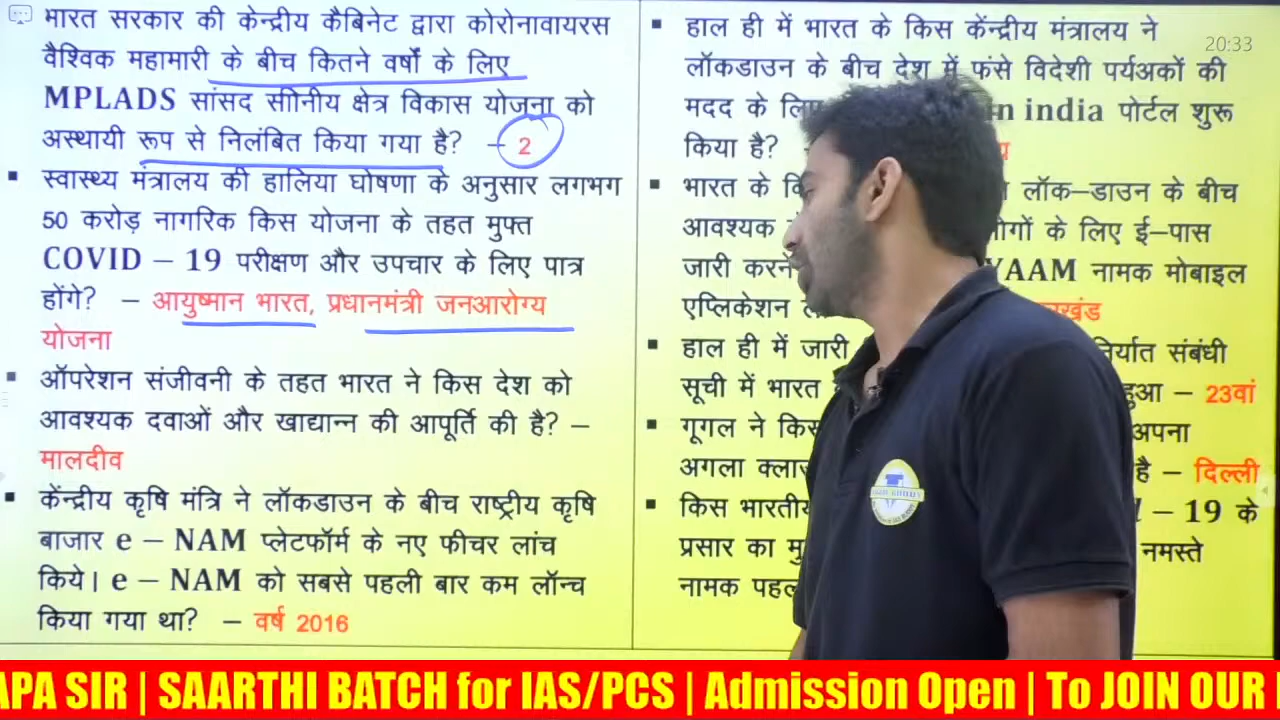 भारत सरकार की केन्द्रीय कैबिनेट द्वारा कोरोनावायरस
वैश्विक महामारी के बीच कितने वर्षों के लिए
MPLADS सांसद साीनीय क्षेत्र विकास योजना को
अस्थायी रूप से निलंबित किया गया है? – 2
स्वास्थ्य मंत्रालय की हालिया घोषणा के अनुसार लगभग
50 करोड़ नागरिक किस योजना के तहत मुफ्त
COVID – 19 परीक्षण और उपचार के लिए पात्र
होंगे? – आयुष्मान भारत, प्रधानमंत्री जनआरोग्य
योजना
ऑपरेशन संजीवनी के तहत भारत ने किस देश को
आवश्यक दवाओं और खाद्यान्न की आपूर्ति की है? –
मालदीव
केंन्द्रीय कृषि मंत्रि ने लॉकडाउन के बीच राष्ट्रीय कृषि
बाजार e – NAM प्लेटफॉर्म के नए फीचर लांच
किये। e – NAM को सबसे पहली बार कम लॉन्च
किया गया था? – वर्ष 2016
हाल ही में भारत के किस केंन्द्रीय मंत्रालय ने
20:33
लॉकडाउन के बीच देश में फंसे विदेशी पर्यअकों की
मदद के लिए in india पोर्टल शुरू
किया है?
भारत के लॉक–डाउन के बीच
आवश्यक लोगों के लिए ई–पास
जारी करने YAAM नामक मोबाइल
एप्लिकेशन
हाल ही में जारी निर्यात संबंधी
सूची में भारत हुआ – 23वां
गूगल ने किस अपना
अगला है – दिल्ली
किस भारतीय – 19 के
प्रसार का नमस्ते
नामक पहल
APA SIR | SAARTHI BATCH for IAS/PCS | Admission Open | To JOIN OUR